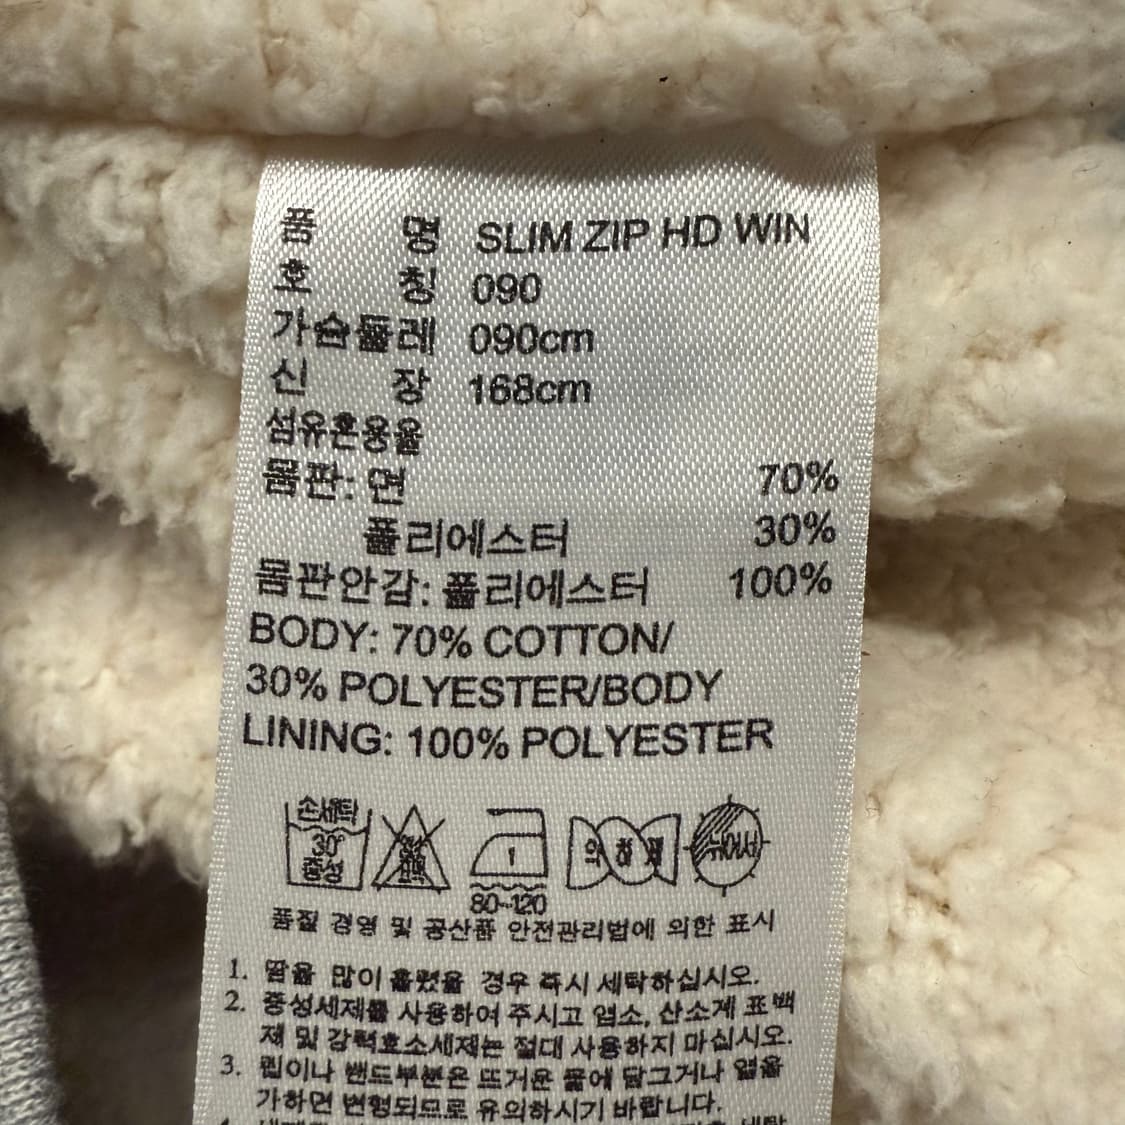 품 명 SLIM ZIP HD WIN
호 칭 090
가슴둘레 090cm
신 장 168cm
섬유혼용율
몸판: 면 70%
폴리에스터 30%
몸판안감: 폴리에스터 100%
BODY: 70% COTTON/
30% POLYESTER/BODY
LINING: 100% POLYESTER
손세탁
30°
중성
1
80~120
뉘어서
품질 경영 및 공산품 안전관리법에 의한 표시
1. 땀을 많이 흘렸을 경우 즉시 세탁하십시오.
2. 중성세제를 사용하여 주시고 염소, 산소계 표백
제 및 강력효소세제는 절대 사용하지 마십시오.
3. 립이나 밴드부분은 뜨거운 물에 담그거나 열을
가하면 변형되므로 유의하시기 바랍니다.